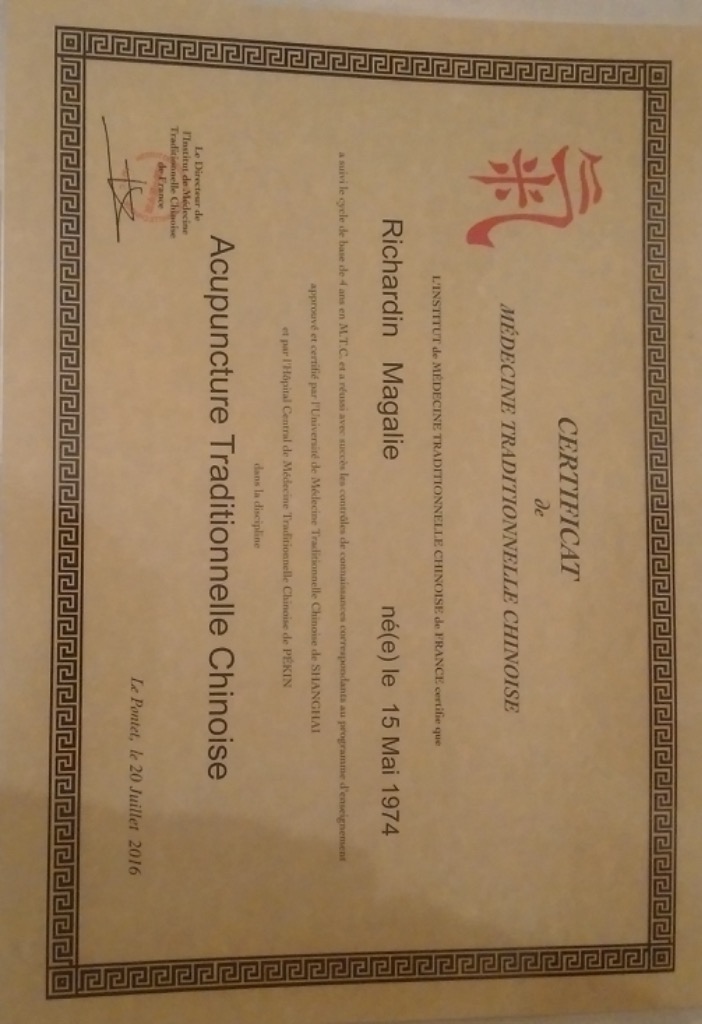 氣
CERTIFICAT
de
MÉDECINE TRADITIONNELLE CHINOISE
L'INSTITUT de MÉDECINE TRADITIONNELLE CHINOISE de FRANCE certifie que
Richardin Magalie né(e) le 15 Mai 1974
a suivi le cycle de base de 4 ans en M.T.C. et a réussi avec succès les contrôles de connaissances correspondants au programme d'enseignement
approuvé et certifié par l'Université de Médecine Traditionnelle Chinoise de SHANGHAI
et par l'Hôpital Central de Médecine Traditionnelle Chinoise de PÉKIN
dans la discipline
Acupuncture Traditionnelle Chinoise
Le Directeur de
l'Institut de Médecine
Traditionnelle Chinoise
de France
Le Pontet, le 20 Juillet 2016